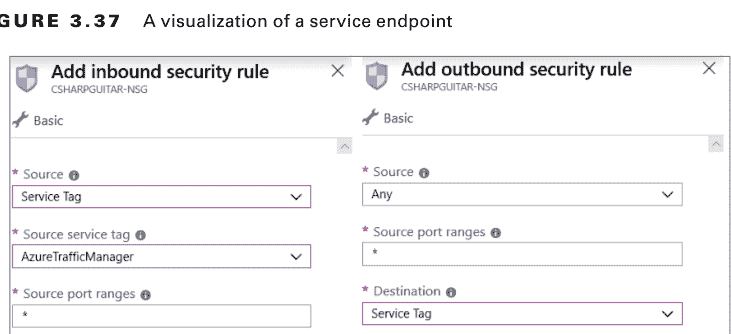 GURE 3.37 A visualization of a service endpoint
Add inbound security rule
CSHARPGUITAR-NSG
Basic
* Source
Service Tag
* Source service tag
AzureTrafficManager
* Source port ranges
*
Add outbound security rule
CSHARPGUITAR-NSG
Basic
* Source
Any
* Source port ranges
*
* Destination
Service Tag